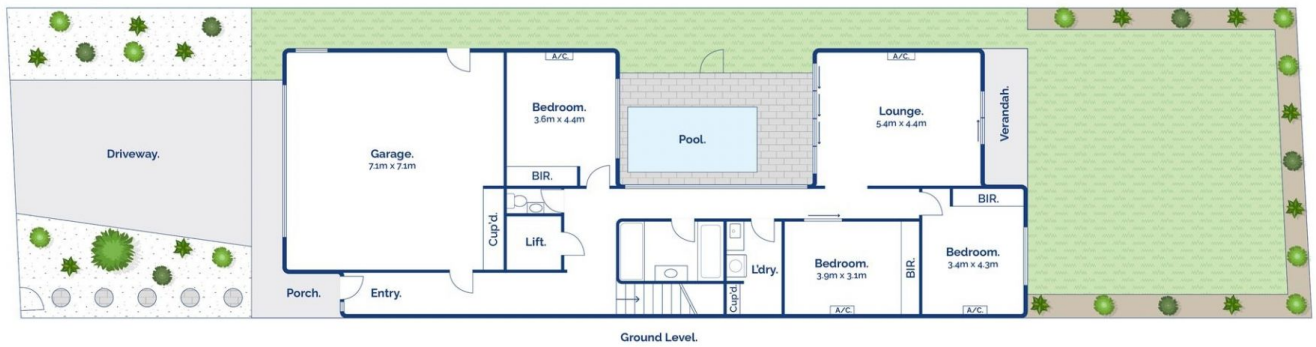 A/C.
A/C.
Bedroom.
3.6m x 4.4m
Lounge.
5.4m x 4.4m
Verandah.
Pool.
Driveway.
Garage.
7.1m x 7.1m
BIR.
BIR.
Cup'd.
Lift.
Bedroom.
3.4m x 4.3m
Bedroom.
3.9m x 3.1m
BIR.
L'dry.
Porch.
Entry.
Cup'd.
A/C.
A/C.
Ground Level.